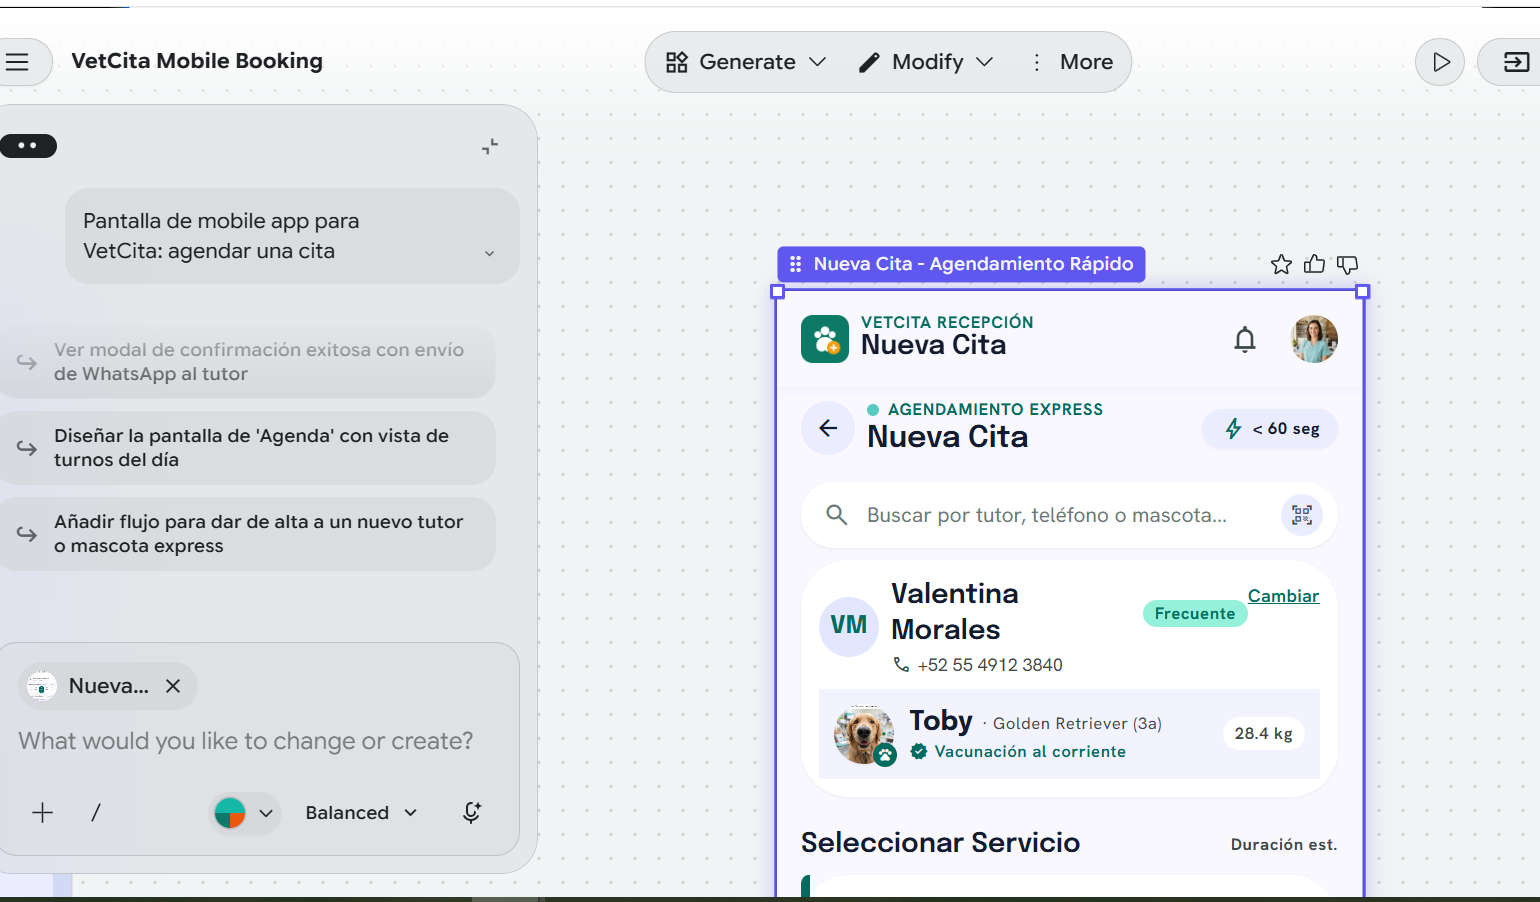 VetCita Mobile Booking
Generate
Modify
More
Pantalla de mobile app para
VetCita: agendar una cita
Ver modal de confirmación exitosa con envío
de WhatsApp al tutor
Diseñar la pantalla de 'Agenda' con vista de
turnos del día
Añadir flujo para dar de alta a un nuevo tutor
o mascota express
Nueva...
What would you like to change or create?
/
Balanced
Nueva Cita - Agendamiento Rápido
VETCITA RECEPCIÓN
Nueva Cita
AGENDAMIENTO EXPRESS
Nueva Cita
< 60 seg
Buscar por tutor, teléfono o mascota...
VM
Valentina
Morales
Frecuente
Cambiar
+52 55 4912 3840
Toby · Golden Retriever (3a)
Vacunación al corriente
28.4 kg
Seleccionar Servicio
Duración est.